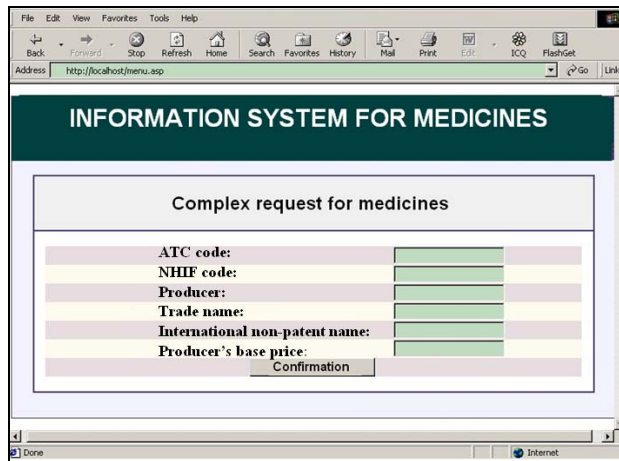 File Edit View Favorites Tools Help
Back Forward Stop Refresh Home Search Favorites History Mail Print Edit ICQ FlashGet
Address http://localhost/menu.asp Go Link
INFORMATION SYSTEM FOR MEDICINES
Complex request for medicines
ATC code:
NHIF code:
Producer:
Trade name:
International non-patent name:
Producer's base price:
Confirmation
Done Internet